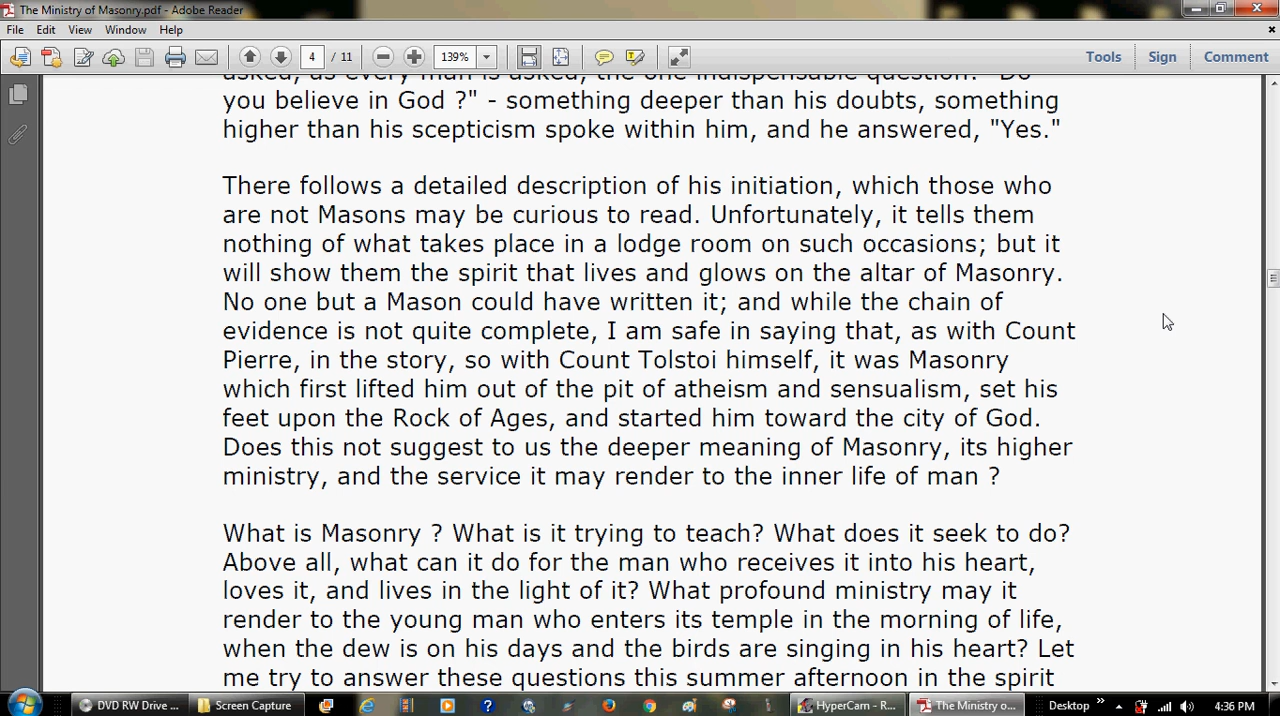 The Ministry of Masonry.pdf - Adobe Reader
File Edit View Window Help
4 / 11 139% Tools Sign Comment
asked, as every man is asked, the one indispensable question: "Do
you believe in God ?" - something deeper than his doubts, something
higher than his scepticism spoke within him, and he answered, "Yes."
There follows a detailed description of his initiation, which those who
are not Masons may be curious to read. Unfortunately, it tells them
nothing of what takes place in a lodge room on such occasions; but it
will show them the spirit that lives and glows on the altar of Masonry.
No one but a Mason could have written it; and while the chain of
evidence is not quite complete, I am safe in saying that, as with Count
Pierre, in the story, so with Count Tolstoi himself, it was Masonry
which first lifted him out of the pit of atheism and sensualism, set his
feet upon the Rock of Ages, and started him toward the city of God.
Does this not suggest to us the deeper meaning of Masonry, its higher
ministry, and the service it may render to the inner life of man ?
What is Masonry ? What is it trying to teach? What does it seek to do?
Above all, what can it do for the man who receives it into his heart,
loves it, and lives in the light of it? What profound ministry may it
render to the young man who enters its temple in the morning of life,
when the dew is on his days and the birds are singing in his heart? Let
me try to answer these questions this summer afternoon in the spirit
DVD RW Drive ... Screen Capture HyperCam - R... The Ministry o... Desktop » 4:36 PM